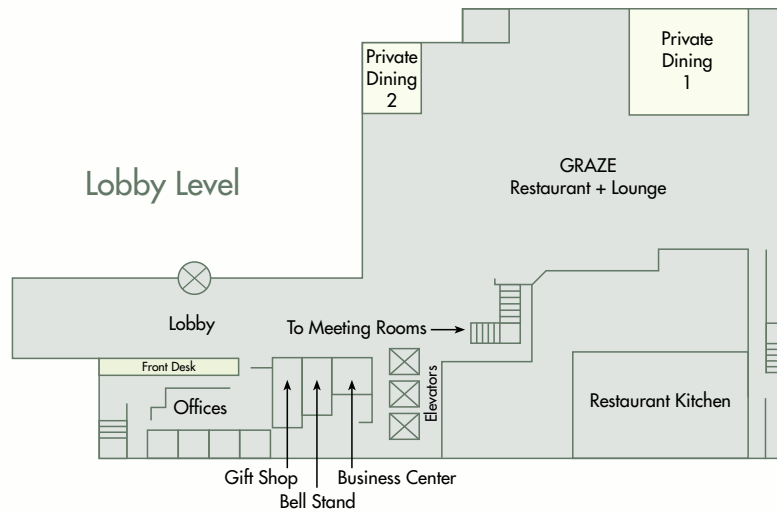 Private
Dining
1
Private
Dining
2
GRAZE
Restaurant + Lounge
Lobby Level
Lobby
To Meeting Rooms
Front Desk
Elevators
Offices
Restaurant Kitchen
Gift Shop
Business Center
Bell Stand